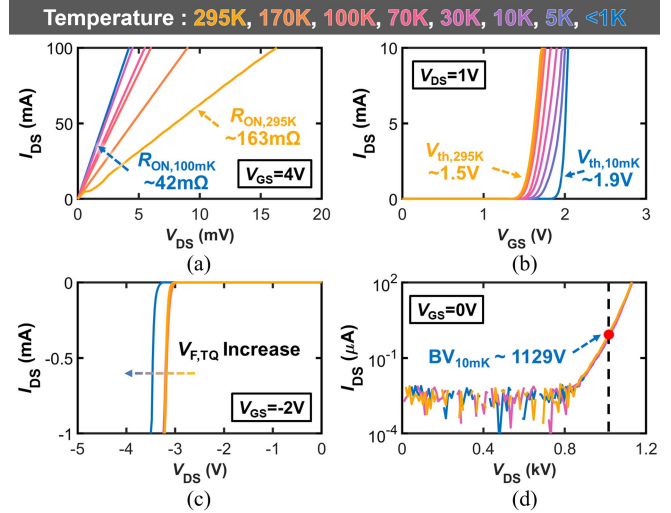 Temperature : 295K, 170K, 100K, 70K, 30K, 10K, 5K, <1K
100
50
0
I_DS (mA)
R_ON,295K
~163mΩ
R_ON,100mK
~42mΩ
V_GS=4V
0 5 10 15 20
V_DS (mV)
(a)
10
5
0
I_DS (mA)
V_DS=1V
V_th,295K
~1.5V
V_th,10mK
~1.9V
0 1 2 3
V_GS (V)
(b)
0
-0.5
-1
I_DS (mA)
V_F,TQ Increase
V_GS=-2V
-5 -4 -3 -2 -1 0
V_DS (V)
(c)
10²
10⁻¹
10⁻⁴
I_DS (μA)
V_GS=0V
BV_10mK ~ 1129V
0 0.4 0.8 1.2
V_DS (kV)
(d)